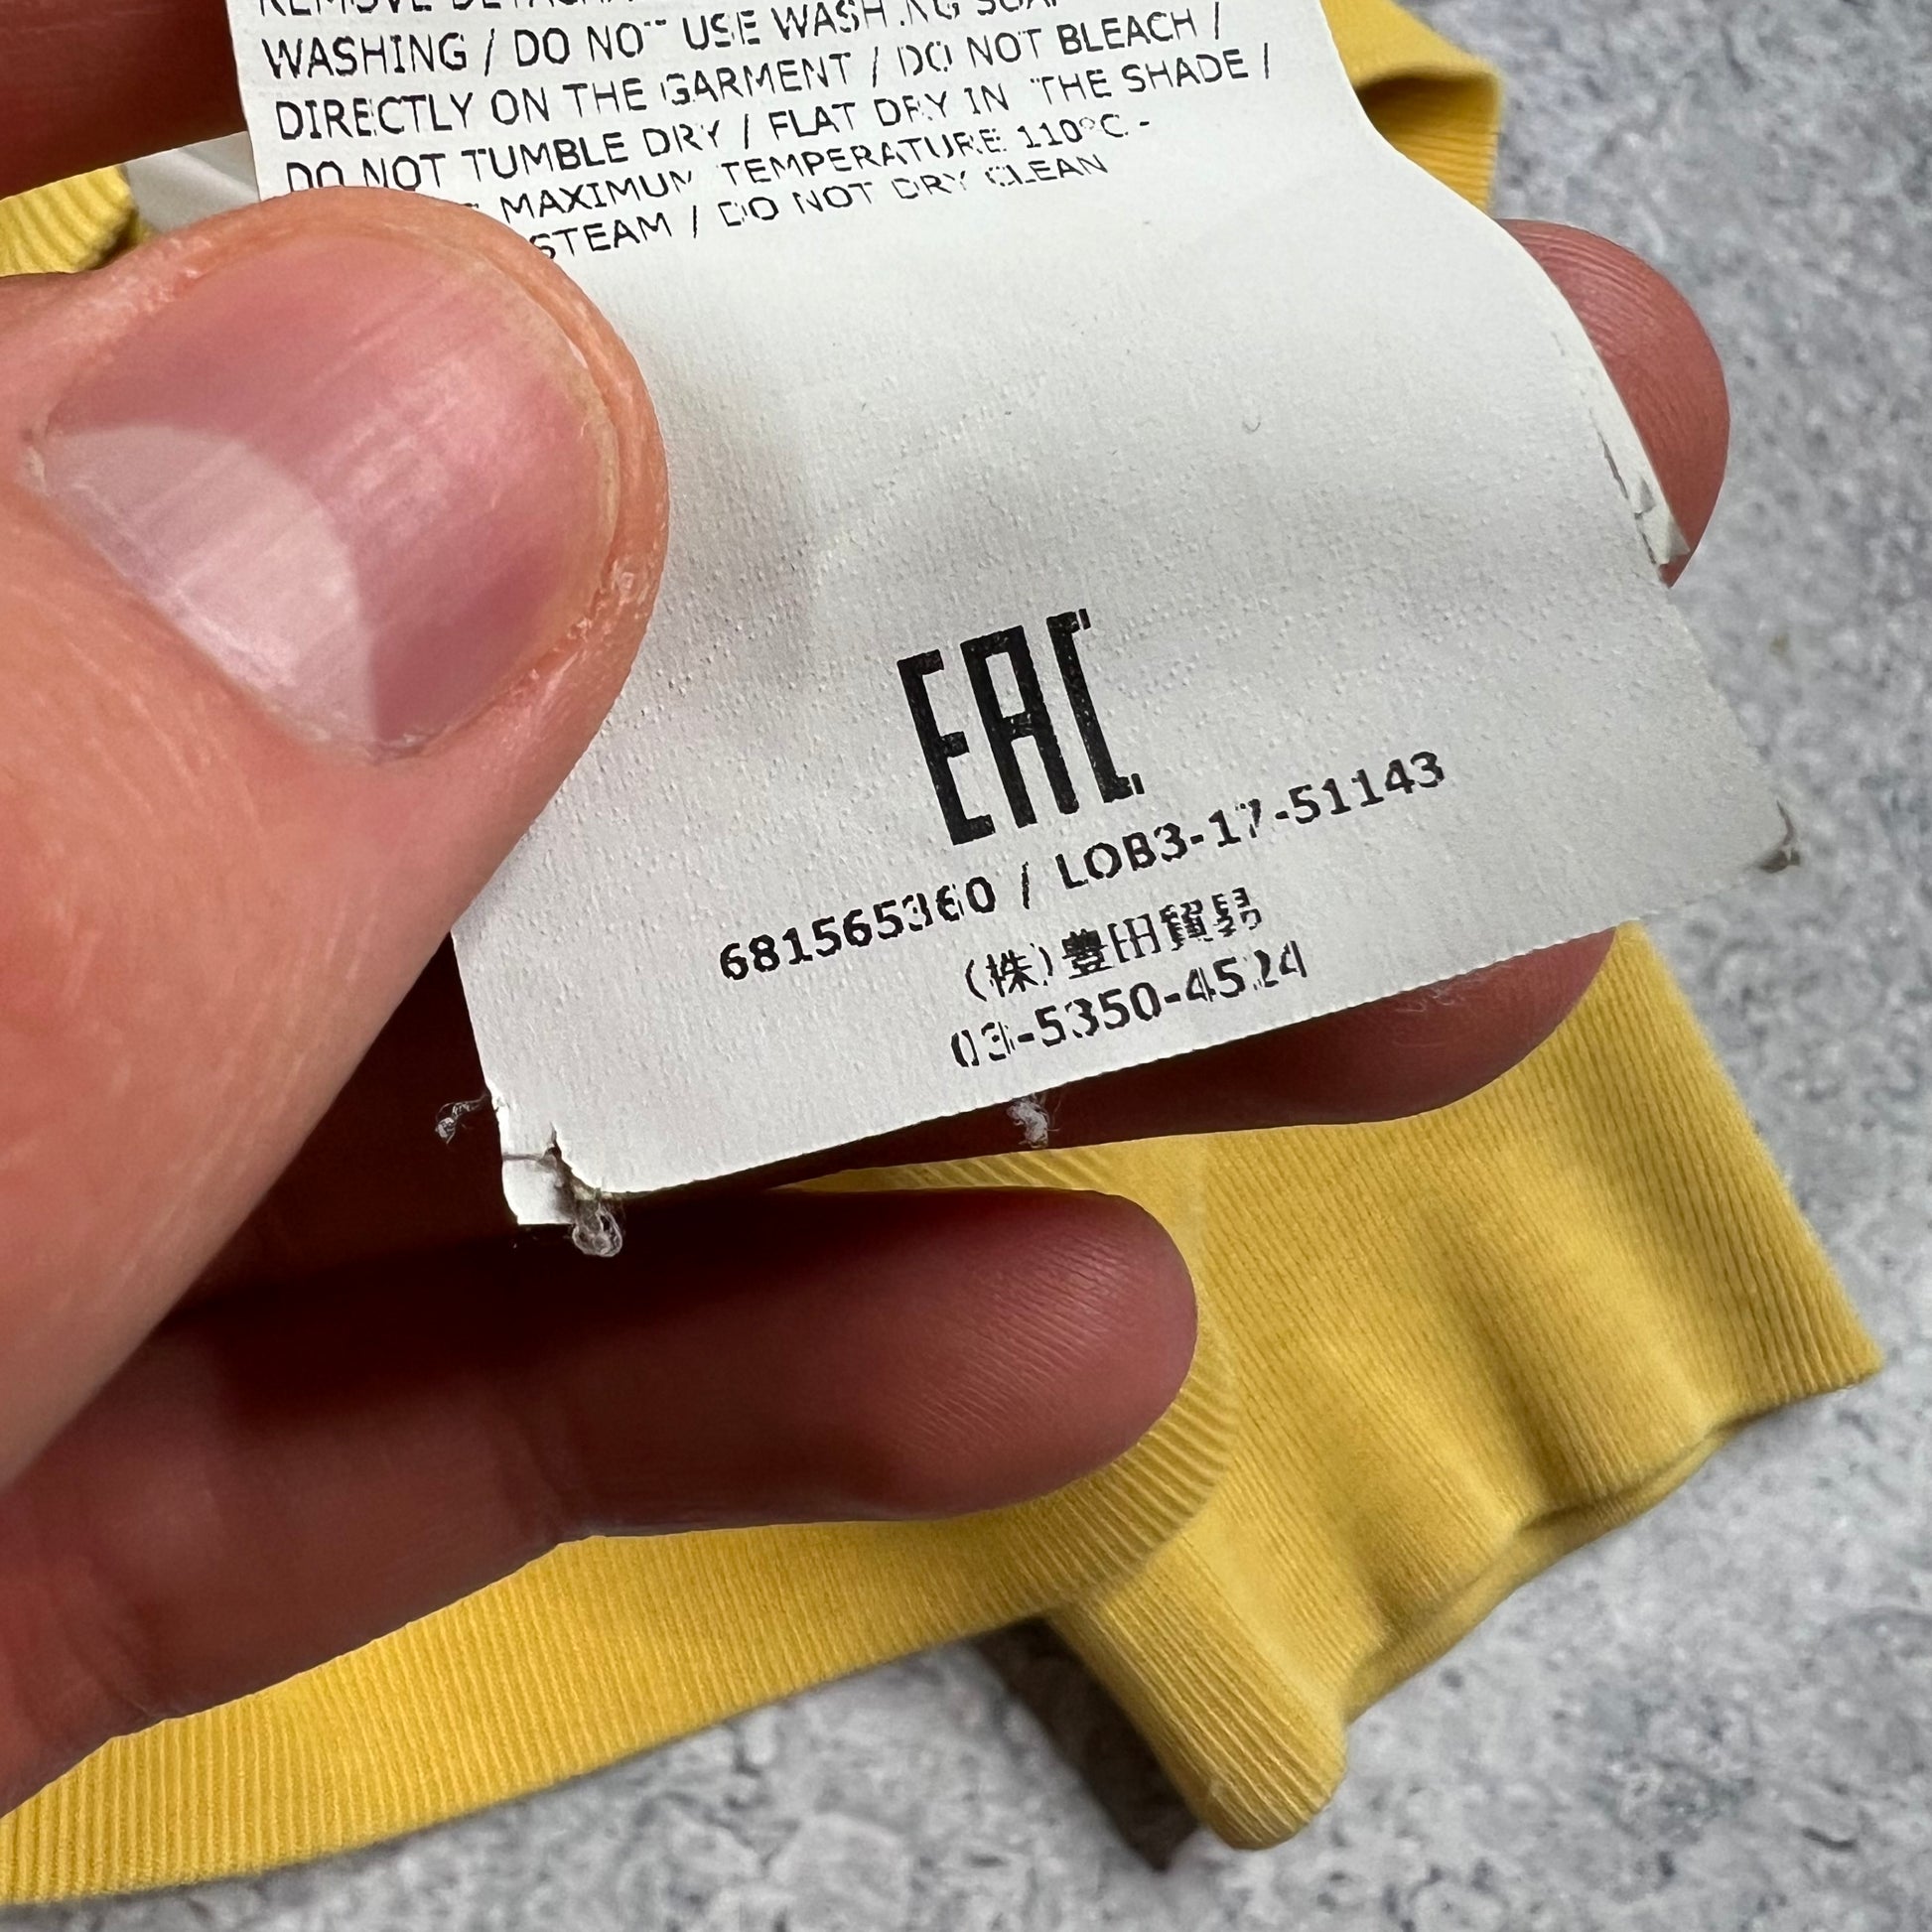 REMOVE
WASHING / DO NOT USE WASHING SOAP
DIRECTLY ON THE GARMENT / DO NOT BLEACH /
DO NOT TUMBLE DRY / FLAT DRY IN THE SHADE /
MAXIMUM TEMPERATURE 110°C -
STEAM / DO NOT DRY CLEAN
EAC
681565360 / LOB3-17-51143
(株)豊田貿易
03-5350-4524